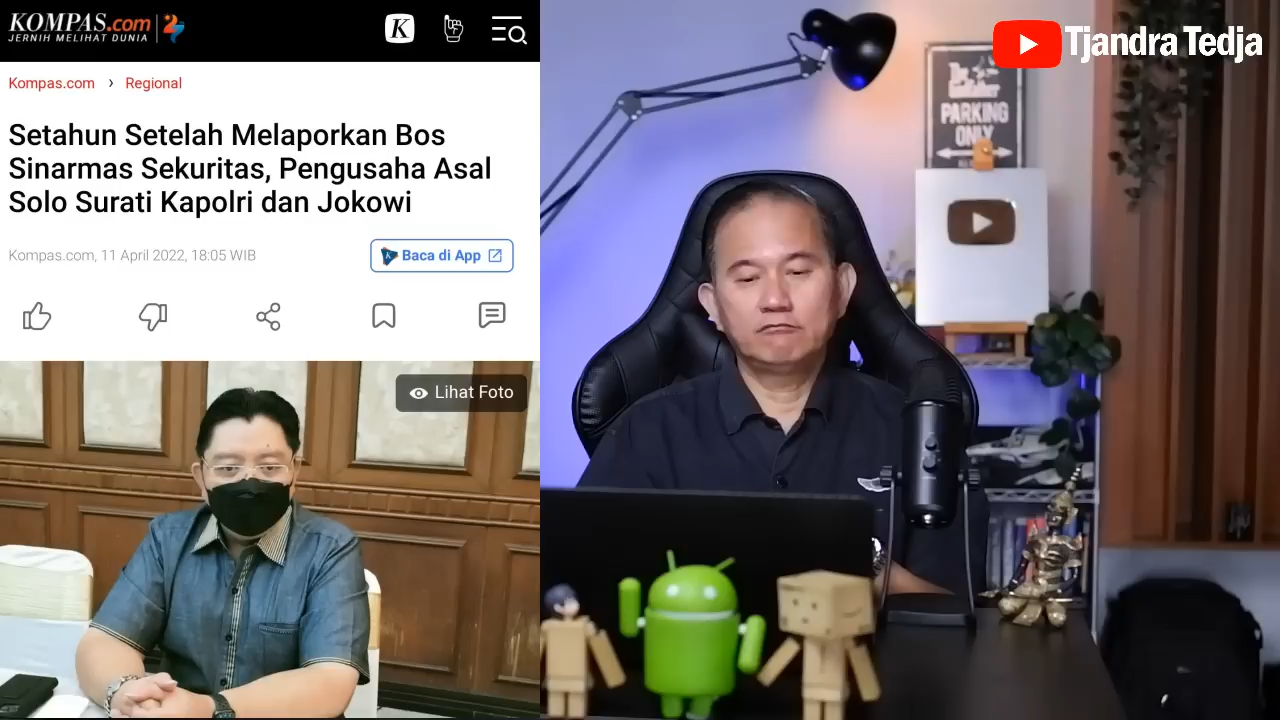 KOMPAS.com
JERNIH MELIHAT DUNIA
K
Kompas.com › Regional
Setahun Setelah Melaporkan Bos
Sinarmas Sekuritas, Pengusaha Asal
Solo Surati Kapolri dan Jokowi
Kompas.com, 11 April 2022, 18:05 WIB
Baca di App
Lihat Foto
Tjandra Tedja
The
Godfather
PARKING
ONLY